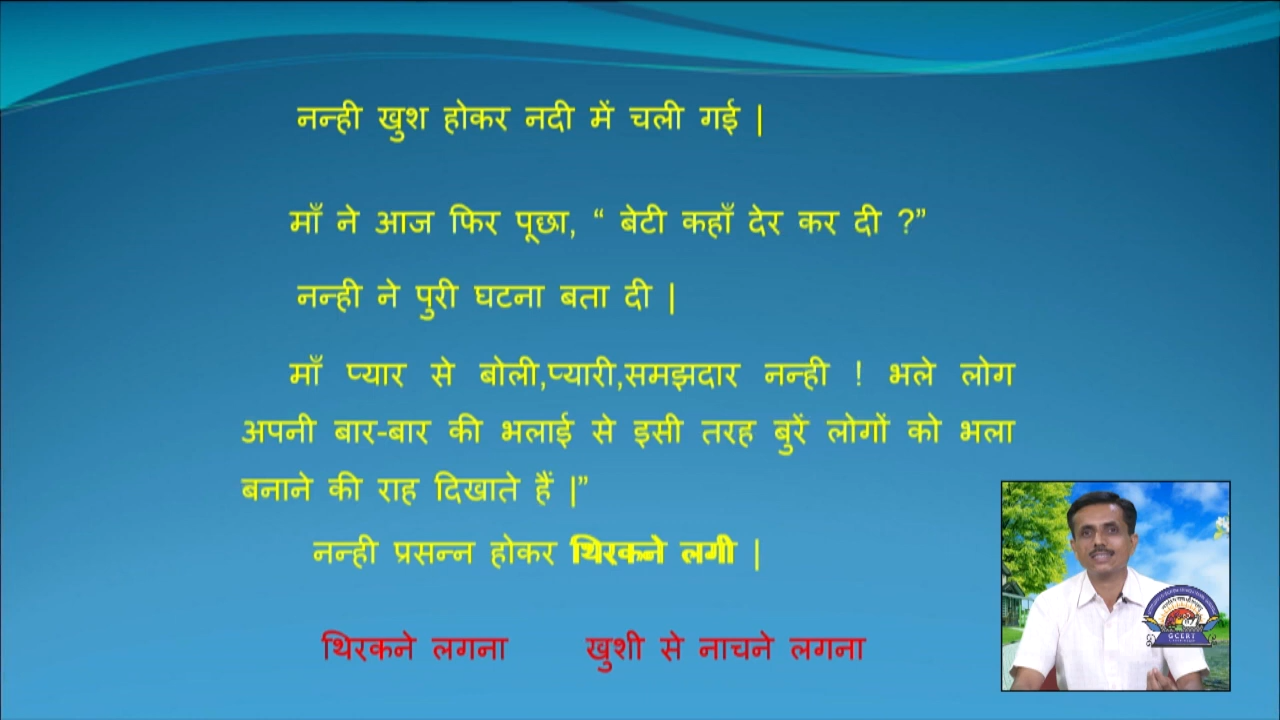 नन्ही खुश होकर नदी में चली गई |
माँ ने आज फिर पूछा, “ बेटी कहाँ देर कर दी ?”
नन्ही ने पुरी घटना बता दी |
माँ प्यार से बोली,प्यारी,समझदार नन्ही ! भले लोग
अपनी बार-बार की भलाई से इसी तरह बुरें लोगों को भला
बनाने की राह दिखाते हैं |”
नन्ही प्रसन्न होकर थिरकने लगी |
थिरकने लगना खुशी से नाचने लगना
GCERT